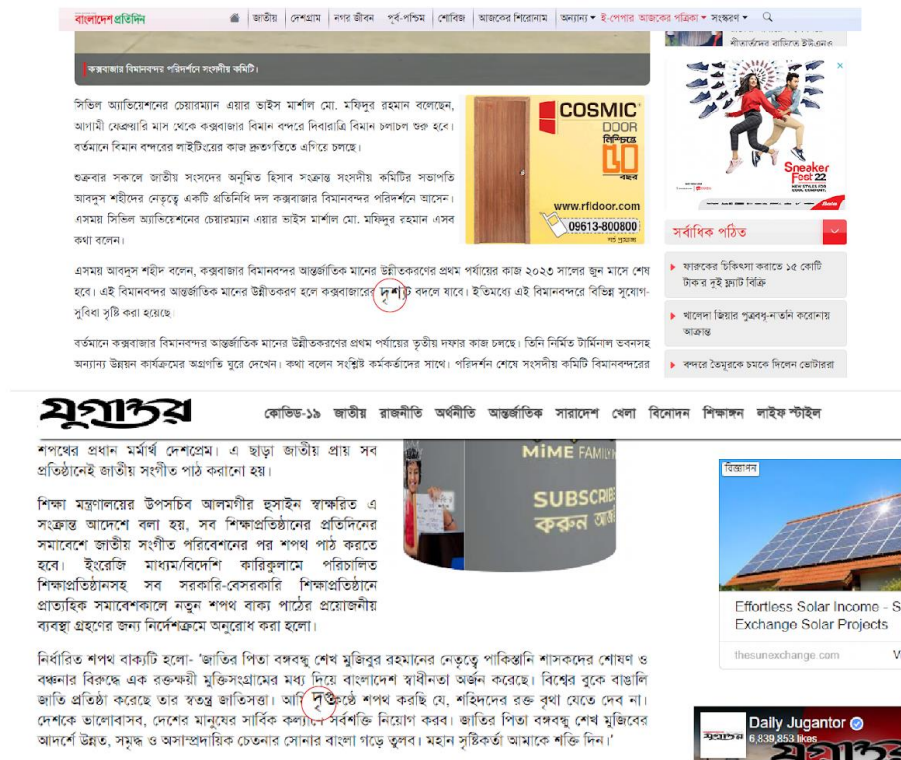 বাংলাদেশ প্রতিদিন
জাতীয় দেশগ্রাম নগর জীবন পূর্ব-পশ্চিম শোবিজ আজকের শিরোনাম অন্যান্য ই-পেপার আজকের পত্রিকা সংস্করণ
কক্সবাজার বিমানবন্দর পরিদর্শনে সংসদীয় কমিটি।
সিভিল অ্যাভিয়েশনের চেয়ারম্যান এয়ার ভাইস মার্শাল মো. মফিদুর রহমান বলেছেন,
আগামী ফেব্রুয়ারি মাস থেকে কক্সবাজার বিমান বন্দরে দিবারাত্রি বিমান চলাচল শুরু হবে।
বর্তমানে বিমান বন্দরের লাইটিংয়ের কাজ দ্রুতগতিতে এগিয়ে চলছে।
শুক্রবার সকালে জাতীয় সংসদের অনুমিত হিসাব সংক্রান্ত সংসদীয় কমিটির সভাপতি
আবদুস শহীদের নেতৃত্বে একটি প্রতিনিধি দল কক্সবাজার বিমানবন্দর পরিদর্শনে আসেন।
এসময় সিভিল অ্যাভিয়েশনের চেয়ারম্যান এয়ার ভাইস মার্শাল মো. মফিদুর রহমান এসব
কথা বলেন।
এসময় আবদুস শহীদ বলেন, কক্সবাজার বিমানবন্দর আন্তর্জাতিক মানের উন্নীতকরণের প্রথম পর্যায়ের কাজ ২০২৩ সালের জুন মাসে শেষ
হবে। এই বিমানবন্দর আন্তর্জাতিক মানের উন্নীতকরণ হলে কক্সবাজারের দৃশ্যপট বদলে যাবে। ইতিমধ্যে এই বিমানবন্দরে বিভিন্ন সুযোগ-
সুবিধা সৃষ্টি করা হয়েছে।
বর্তমানে কক্সবাজার বিমানবন্দর আন্তর্জাতিক মানের উন্নীতকরণের প্রথম পর্যায়ের তৃতীয় দফার কাজ চলছে। তিনি নির্মিত টার্মিনাল ভবনসহ
অন্যান্য উন্নয়ন কার্যক্রমের অগ্রগতি ঘুরে দেখেন। কথা বলেন সংশ্লিষ্ট কর্মকর্তাদের সাথে। পরিদর্শন শেষে সংসদীয় কমিটি বিমানবন্দরের
COSMIC
DOOR
নিশ্চিন্তে
৫০
বছর
www.rfldoor.com
09613-800800
শর্ত প্রযোজ্য
শীতার্তদের বাড়িতে ইউএনও
Sneaker
Fest 22
NEW STYLES FOR
COOL COMFORT.
Bata
সর্বাধিক পঠিত
ফারুকের চিকিৎসা করাতে ১৫ কোটি
টাকার দুই ফ্ল্যাট বিক্রি
খালেদা জিয়ার পুত্রবধূ-নাতনি করোনায়
আক্রান্ত
বন্দরে তৈমূরকে চমকে দিলেন ভোটাররা
যুগান্তর
কোভিড-১৯ জাতীয় রাজনীতি অর্থনীতি আন্তর্জাতিক সারাদেশ খেলা বিনোদন শিক্ষাঙ্গন লাইফ স্টাইল
শপথের প্রধান মর্মার্থ দেশপ্রেম। এ ছাড়া জাতীয় প্রায় সব
প্রতিষ্ঠানেই জাতীয় সংগীত পাঠ করানো হয়।
শিক্ষা মন্ত্রণালয়ের উপসচিব আলমগীর হুসাইন স্বাক্ষরিত এ
সংক্রান্ত আদেশে বলা হয়, সব শিক্ষাপ্রতিষ্ঠানের প্রতিদিনের
সমাবেশে জাতীয় সংগীত পরিবেশনের পর শপথ পাঠ করতে
হবে। ইংরেজি মাধ্যম/বিদেশি কারিকুলামে পরিচালিত
শিক্ষাপ্রতিষ্ঠানসহ সব সরকারি-বেসরকারি শিক্ষাপ্রতিষ্ঠানে
প্রাত্যহিক সমাবেশকালে নতুন শপথ বাক্য পাঠের প্রয়োজনীয়
ব্যবস্থা গ্রহণের জন্য নির্দেশক্রমে অনুরোধ করা হলো।
নির্ধারিত শপথ বাক্যটি হলো- 'জাতির পিতা বঙ্গবন্ধু শেখ মুজিবুর রহমানের নেতৃত্বে পাকিস্তানি শাসকদের শোষণ ও
বঞ্চনার বিরুদ্ধে এক রক্তক্ষয়ী মুক্তিসংগ্রামের মধ্য দিয়ে বাংলাদেশ স্বাধীনতা অর্জন করেছে। বিশ্বের বুকে বাঙালি
জাতি প্রতিষ্ঠা করেছে তার স্বতন্ত্র জাতিসত্তা। আমি দৃপ্তকণ্ঠে শপথ করছি যে, শহিদদের রক্ত বৃথা যেতে দেব না।
দেশকে ভালোবাসব, দেশের মানুষের সার্বিক কল্যাণে সর্বশক্তি নিয়োগ করব। জাতির পিতা বঙ্গবন্ধু শেখ মুজিবের
আদর্শে উন্নত, সমৃদ্ধ ও অসাম্প্রদায়িক চেতনার সোনার বাংলা গড়ে তুলব। মহান সৃষ্টিকর্তা আমাকে শক্তি দিন।'
MiME FAMILY
SUBSCRIBE
করুন
বিজ্ঞাপন
Effortless Solar Income - S
Exchange Solar Projects
thesunexchange.com
Daily Jugantor
6,839,853 likes
যুগান্তর